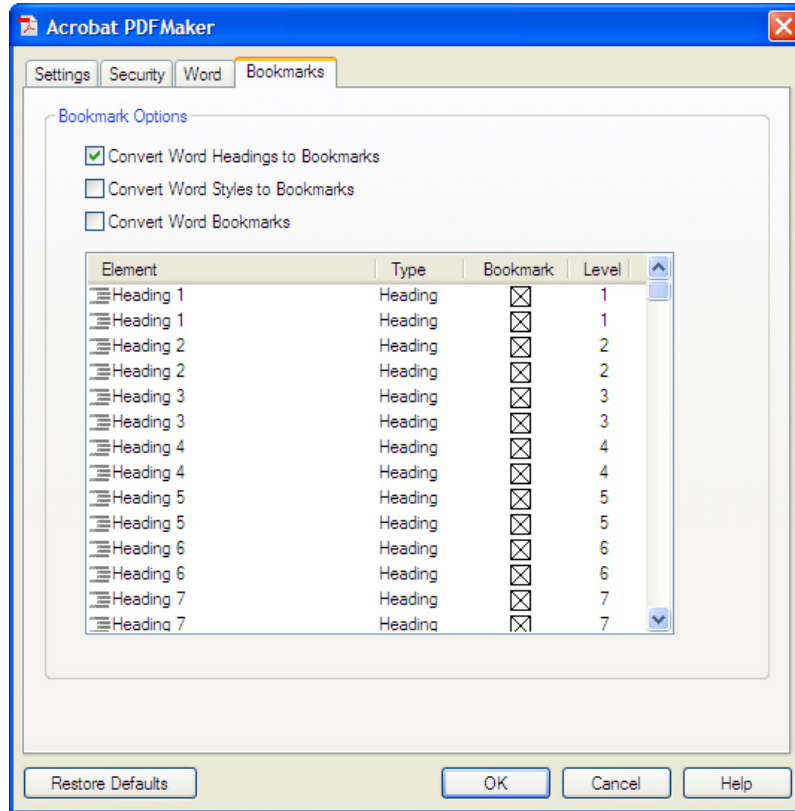 Acrobat PDFMaker
Settings Security Word Bookmarks
Bookmark Options
Convert Word Headings to Bookmarks
Convert Word Styles to Bookmarks
Convert Word Bookmarks
Element Type Bookmark Level
Heading 1 Heading 1
Heading 1 Heading 1
Heading 2 Heading 2
Heading 2 Heading 2
Heading 3 Heading 3
Heading 3 Heading 3
Heading 4 Heading 4
Heading 4 Heading 4
Heading 5 Heading 5
Heading 5 Heading 5
Heading 6 Heading 6
Heading 6 Heading 6
Heading 7 Heading 7
Heading 7 Heading 7
Restore Defaults OK Cancel Help